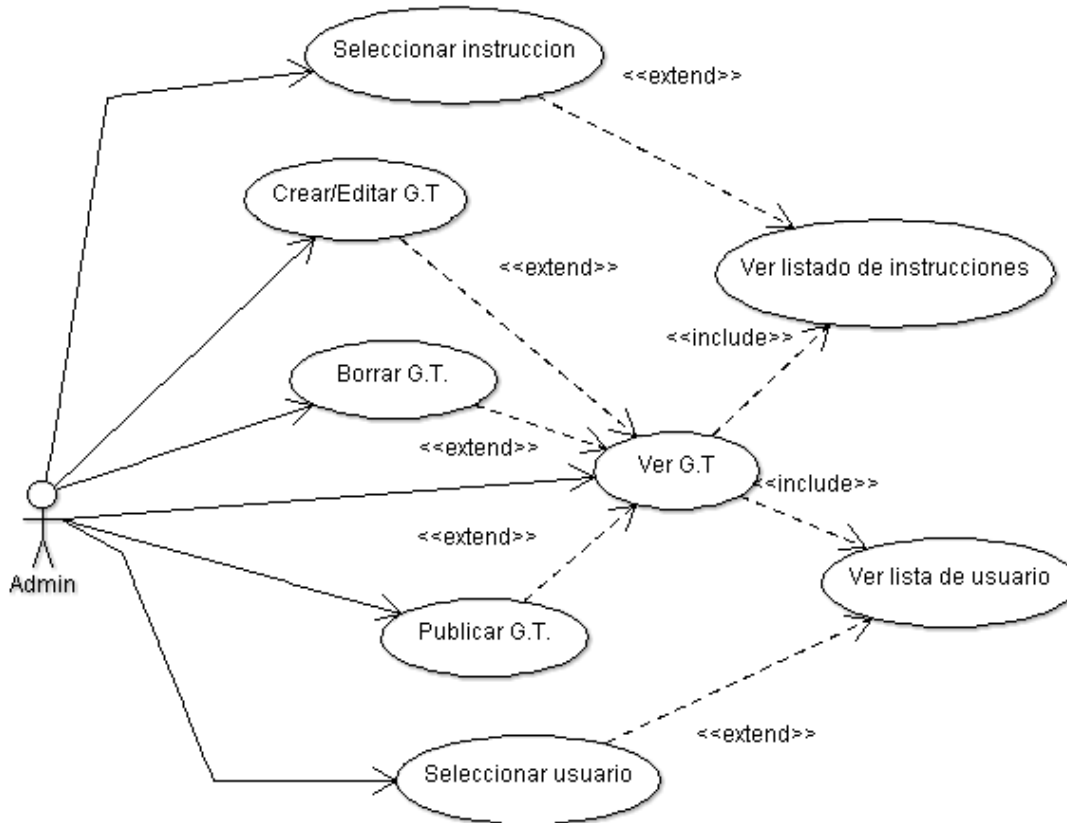 Seleccionar instruccion
<<extend>>
Crear/Editar G.T
<<extend>>
Ver listado de instrucciones
<<include>>
Borrar G.T.
<<extend>>
Ver G.T
<<include>>
<<extend>>
Admin
Ver lista de usuario
Publicar G.T.
<<extend>>
Seleccionar usuario